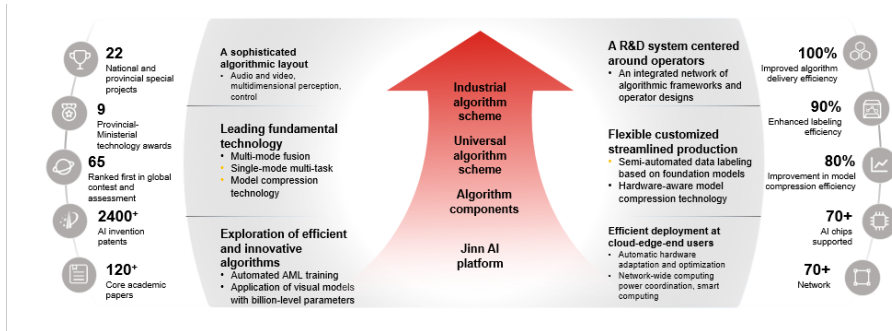 22
National and
provincial special
projects
9
Provincial-
Ministerial
technology awards
65
Ranked first in global
contest and
assessment
2400+
AI invention
patents
120+
Core academic
papers
A sophisticated
algorithmic layout
• Audio and video,
multidimensional perception,
control
Leading fundamental
technology
• Multi-mode fusion
• Single-mode multi-task
• Model compression
technology
Exploration of efficient
and innovative
algorithms
• Automated AML training
• Application of visual models
with billion-level parameters
Industrial
algorithm
scheme
Universal
algorithm
scheme
Algorithm
components
Jinn AI
platform
A R&D system centered
around operators
• An integrated network of
algorithmic frameworks and
operator designs
Flexible customized
streamlined production
• Semi-automated data labeling
based on foundation models
• Hardware-aware model
compression technology
Efficient deployment at
cloud-edge-end users
• Automatic hardware
adaptation and optimization
• Network-wide computing
power coordination, smart
computing
100%
Improved algorithm
delivery efficiency
90%
Enhanced labeling
efficiency
80%
Improvement in model
compression efficiency
70+
AI chips
supported
70+
Network